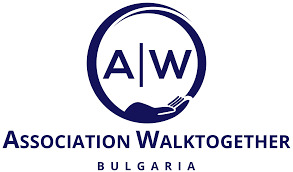 A|W
ASSOCIATION WALKTOGETHER
BULGARIA